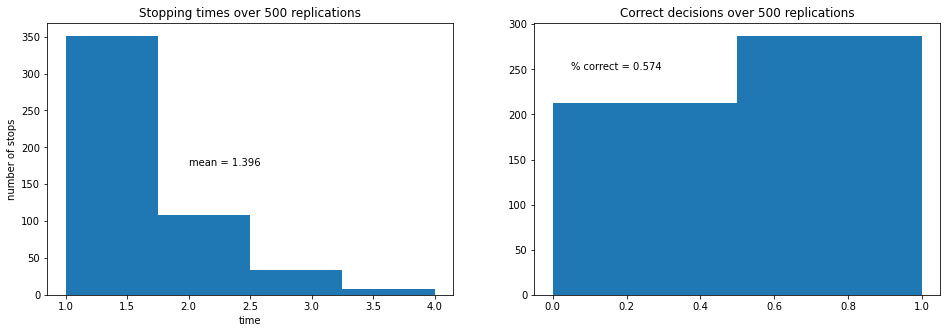 Stopping times over 500 replications
350
300
250
200
150
100
50
0
number of stops
mean = 1.396
1.0 1.5 2.0 2.5 3.0 3.5 4.0
time
Correct decisions over 500 replications
300
250
200
150
100
50
0
% correct = 0.574
0.0 0.2 0.4 0.6 0.8 1.0